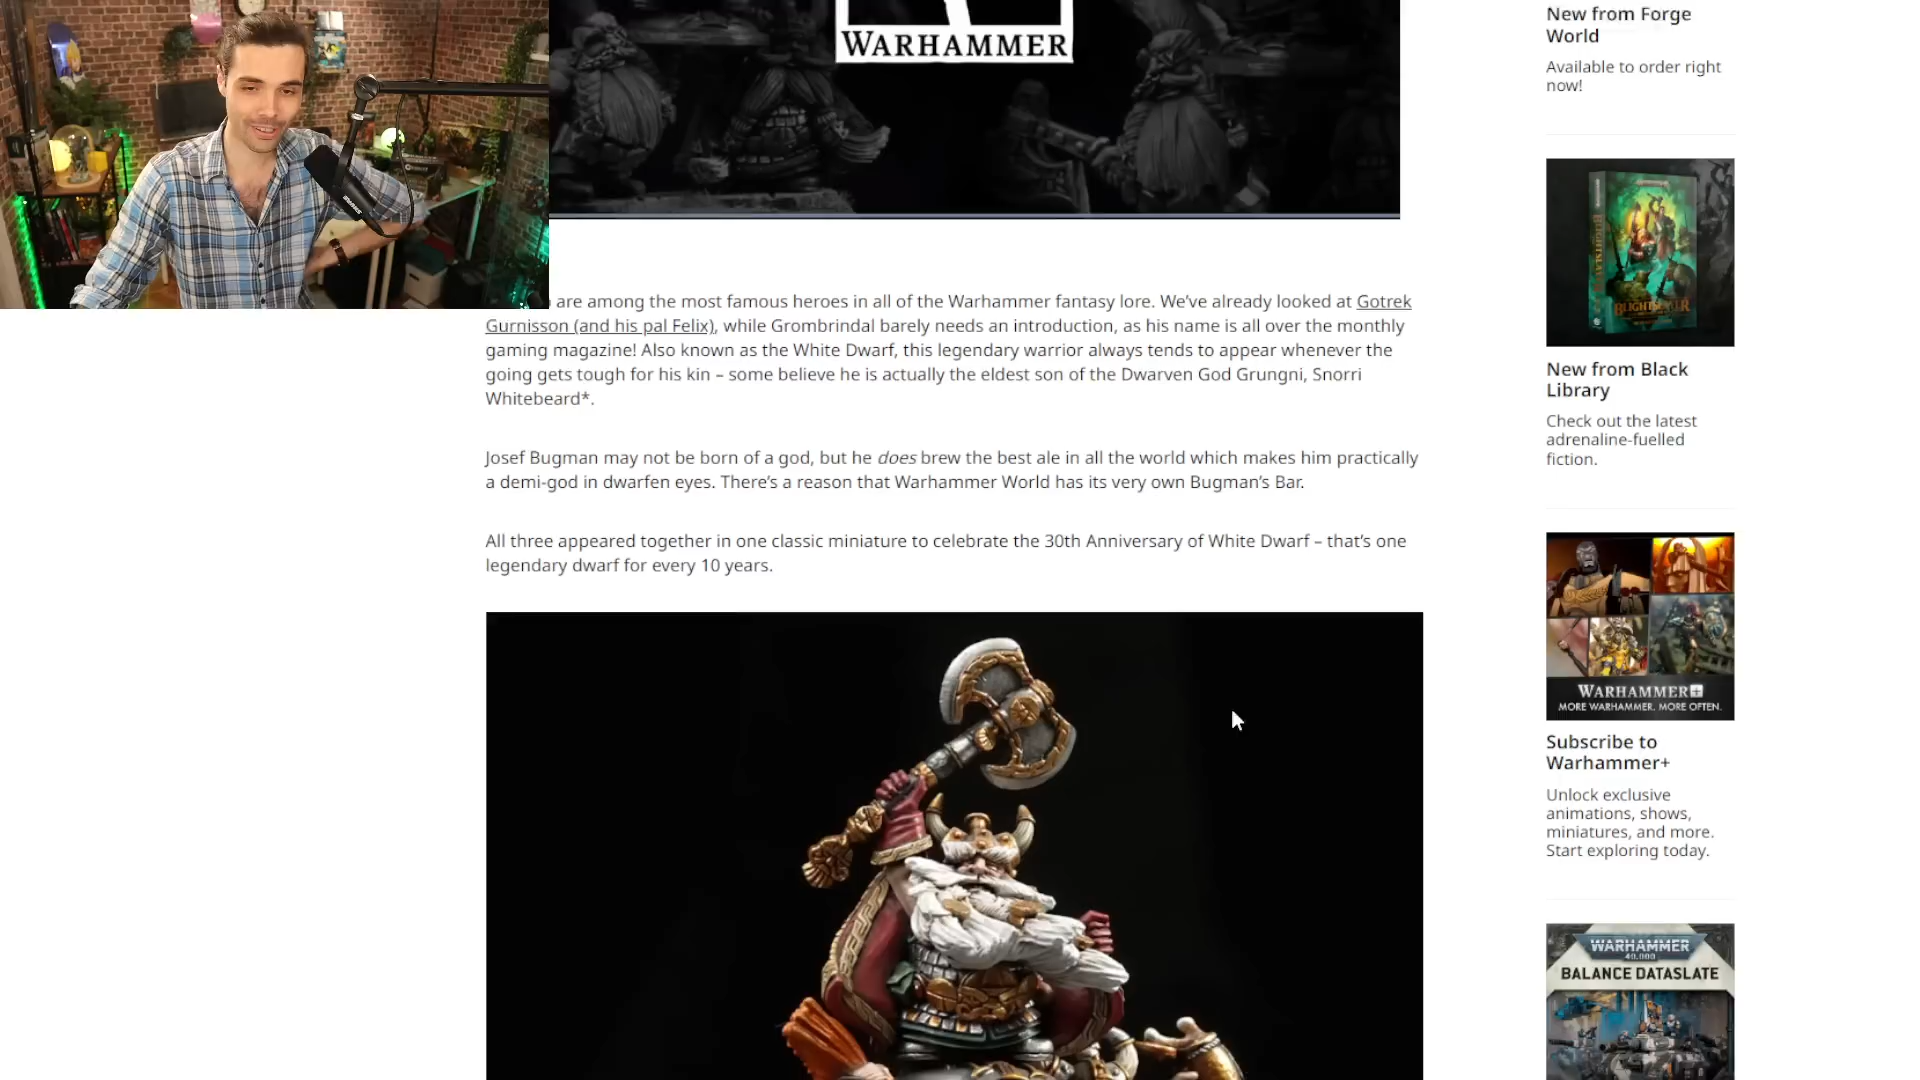 WARHAMMER
are among the most famous heroes in all of the Warhammer fantasy lore. We’ve already looked at Gotrek
Gurnisson (and his pal Felix), while Grombrindal barely needs an introduction, as his name is all over the monthly
gaming magazine! Also known as the White Dwarf, this legendary warrior always tends to appear whenever the
going gets tough for his kin – some believe he is actually the eldest son of the Dwarven God Grungni, Snorri
Whitebeard*.
Josef Bugman may not be born of a god, but he does brew the best ale in all the world which makes him practically
a demi-god in dwarfen eyes. There’s a reason that Warhammer World has its very own Bugman’s Bar.
All three appeared together in one classic miniature to celebrate the 30th Anniversary of White Dwarf – that’s one
legendary dwarf for every 10 years.
New from Forge
World
Available to order right
now!
BLIGHTSLAYER
New from Black
Library
Check out the latest
adrenaline-fuelled
fiction.
WARHAMMER+
MORE WARHAMMER. MORE OFTEN.
Subscribe to
Warhammer+
Unlock exclusive
animations, shows,
miniatures, and more.
Start exploring today.
WARHAMMER
40,000
BALANCE DATASLATE